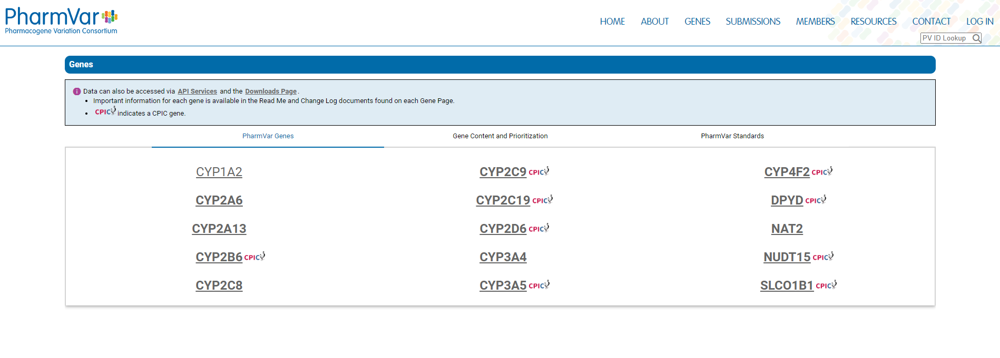 PharmVar
Pharmacogene Variation Consortium
HOME ABOUT GENES SUBMISSIONS MEMBERS RESOURCES CONTACT LOG IN
PV ID Lookup
Genes
i Data can also be accessed via API Services and the Downloads Page.
• Important information for each gene is available in the Read Me and Change Log documents found on each Gene Page.
• CPIC indicates a CPIC gene.
PharmVar Genes Gene Content and Prioritization PharmVar Standards
CYP1A2 CYP2C9 CPIC CYP4F2 CPIC
CYP2A6 CYP2C19 CPIC DPYD CPIC
CYP2A13 CYP2D6 CPIC NAT2
CYP2B6 CPIC CYP3A4 NUDT15 CPIC
CYP2C8 CYP3A5 CPIC SLCO1B1 CPIC